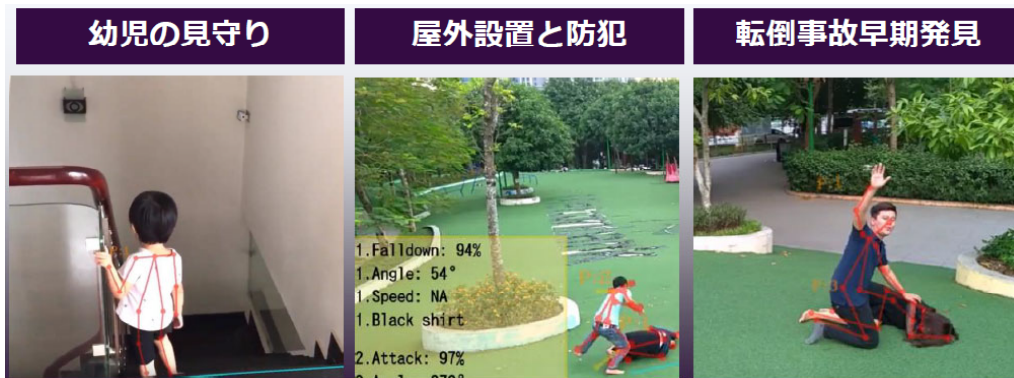 幼児の見守り
屋外設置と防犯
転倒事故早期発見
1.Falldown: 94%
1.Angle: 54°
1.Speed: NA
1.Black shirt
2.Attack: 97%
P:1